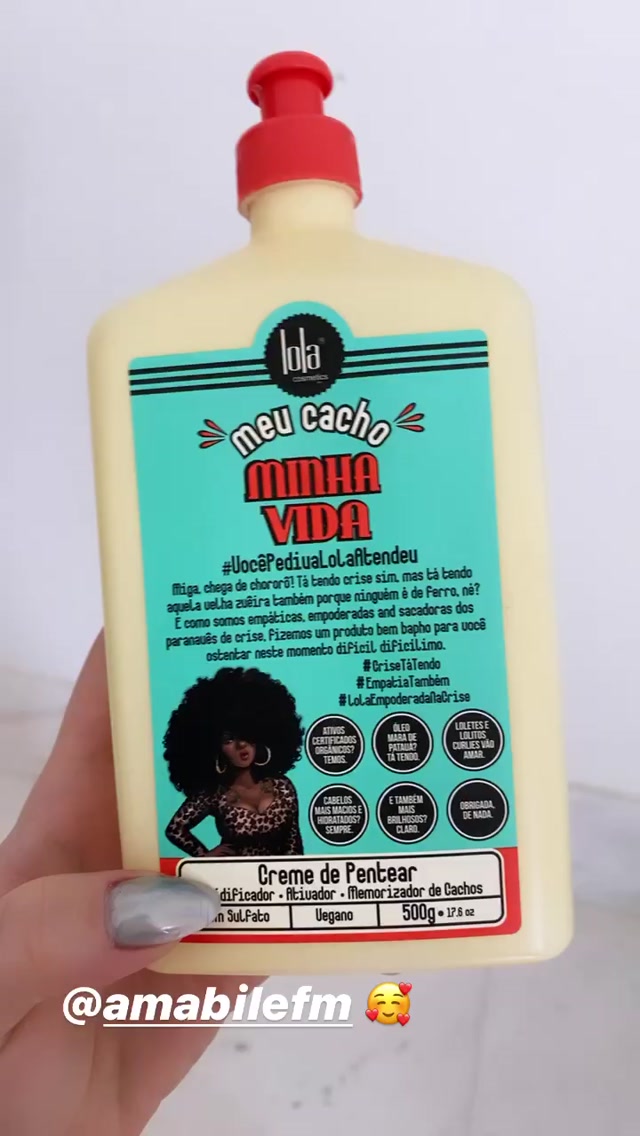 lola
cosmetics
meu cacho
MINHA
VIDA
#VocêPediuaLolaAtendeu
Miga, chega de chororô! Tá tendo crise sim, mas tá tendo
aquela velha zuêira também porque ninguém é de ferro, né?
E como somos empáticas, empoderadas and sacadoras dos
paranauês de crise, fizemos um produto bem bapho para você
ostentar neste momento difícil dificílimo.
#CriseTáTendo
#EmpatiaTambém
#LolaEmpoderadaNaCrise
ATIVOS
CERTIFICADOS
ORGÂNICOS?
TEMOS.
ÓLEO
MARA DE
PATAUÁ?
TÁ TENDO.
LOLETES E
LOLITOS
CURLIES VÃO
AMAR.
CABELOS
MAIS MACIOS E
HIDRATADOS?
SEMPRE.
E TAMBÉM
MAIS
BRILHOSOS?
CLARO.
OBRIGADA,
DE NADA.
Creme de Pentear
dificador • Ativador • Memorizador de Cachos
Sulfato Vegano 500g • 17.6 oz
@amabilefm 🥰